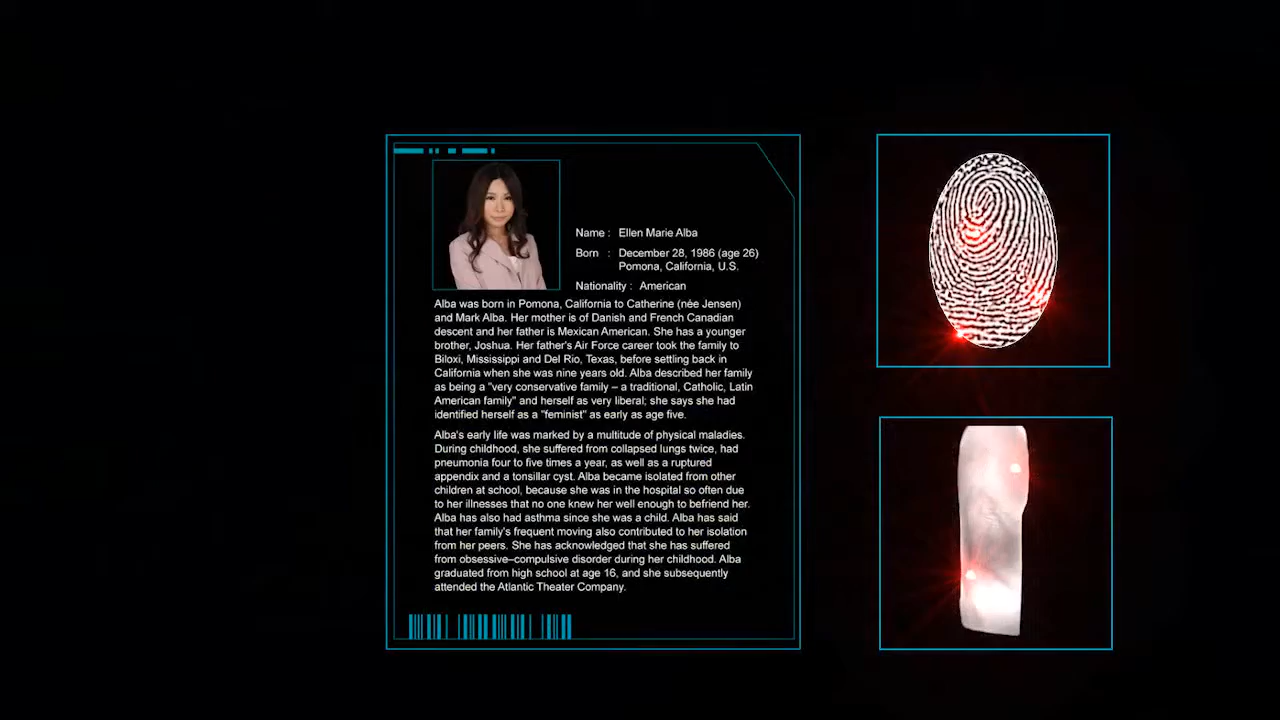 Name : Ellen Marie Alba
Born : December 28, 1986 (age 26)
Pomona, California, U.S.
Nationality : American
Alba was born in Pomona, California to Catherine (née Jensen)
and Mark Alba. Her mother is of Danish and French Canadian
descent and her father is Mexican American. She has a younger
brother, Joshua. Her father's Air Force career took the family to
Biloxi, Mississippi and Del Rio, Texas, before settling back in
California when she was nine years old. Alba described her family
as being a "very conservative family – a traditional, Catholic, Latin
American family" and herself as very liberal; she says she had
identified herself as a "feminist" as early as age five.
Alba's early life was marked by a multitude of physical maladies.
During childhood, she suffered from collapsed lungs twice, had
pneumonia four to five times a year, as well as a ruptured
appendix and a tonsillar cyst. Alba became isolated from other
children at school, because she was in the hospital so often due
to her illnesses that no one knew her well enough to befriend her.
Alba has also had asthma since she was a child. Alba has said
that her family's frequent moving also contributed to her isolation
from her peers. She has acknowledged that she has suffered
from obsessive–compulsive disorder during her childhood. Alba
graduated from high school at age 16, and she subsequently
attended the Atlantic Theater Company.